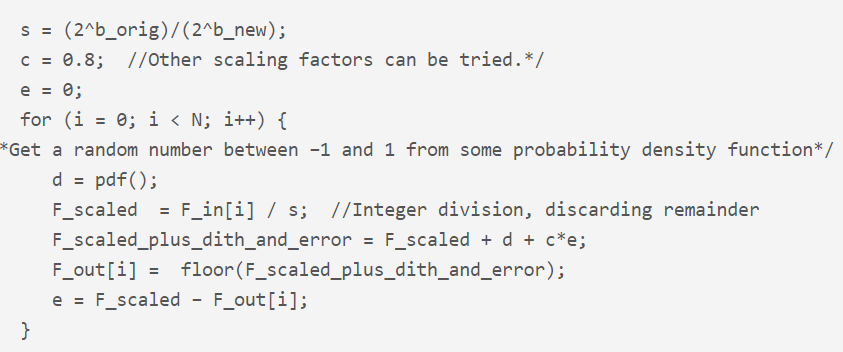 s = (2^b_orig)/(2^b_new);
c = 0.8;  //Other scaling factors can be tried.*/
e = 0;
for (i = 0; i < N; i++) {
*Get a random number between –1 and 1 from some probability density function*/
d = pdf();
F_scaled  = F_in[i] / s;  //Integer division, discarding remainder
F_scaled_plus_dith_and_error = F_scaled + d + c*e;
F_out[i] =  floor(F_scaled_plus_dith_and_error);
e = F_scaled – F_out[i];
}